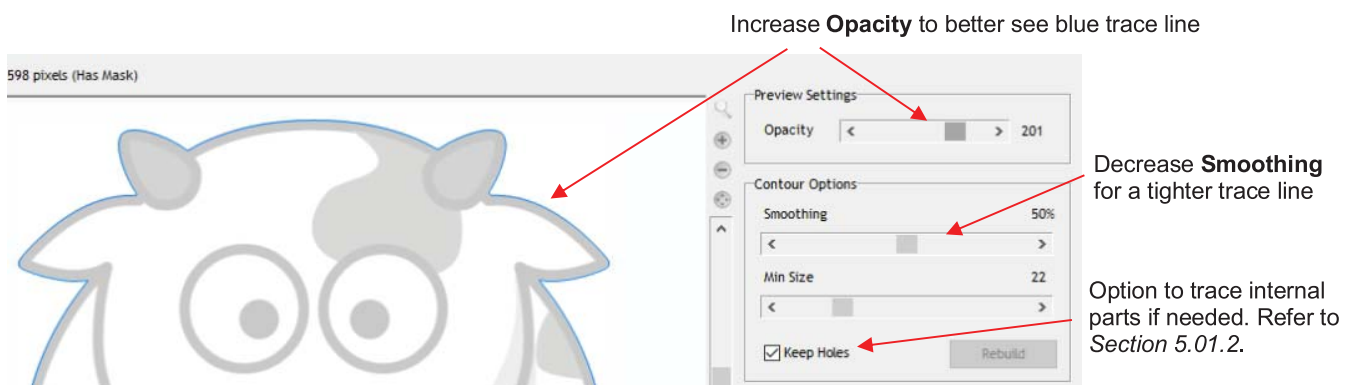 Increase Opacity to better see blue trace line
598 pixels (Has Mask)
Preview Settings
Opacity < > 201
Decrease Smoothing
for a tighter trace line
Contour Options
Smoothing 50%
< >
Min Size 22
< >
Option to trace internal
parts if needed. Refer to
Section 5.01.2.
Keep Holes Rebuild